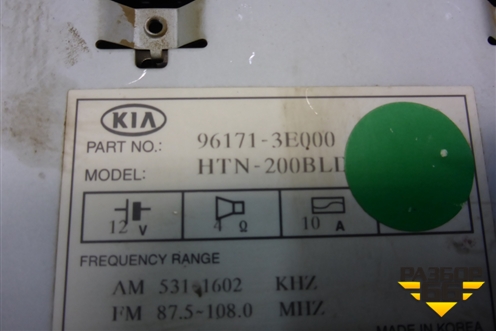 KIA
PART NO.: 96171-3E000
MODEL: HTN-200BLD
12 V 4 Ω 10 A
FREQUENCY RANGE
AM 531~1602 KHZ
FM 87.5~108.0 MHZ
РАЗБОР
MADE IN KOREA